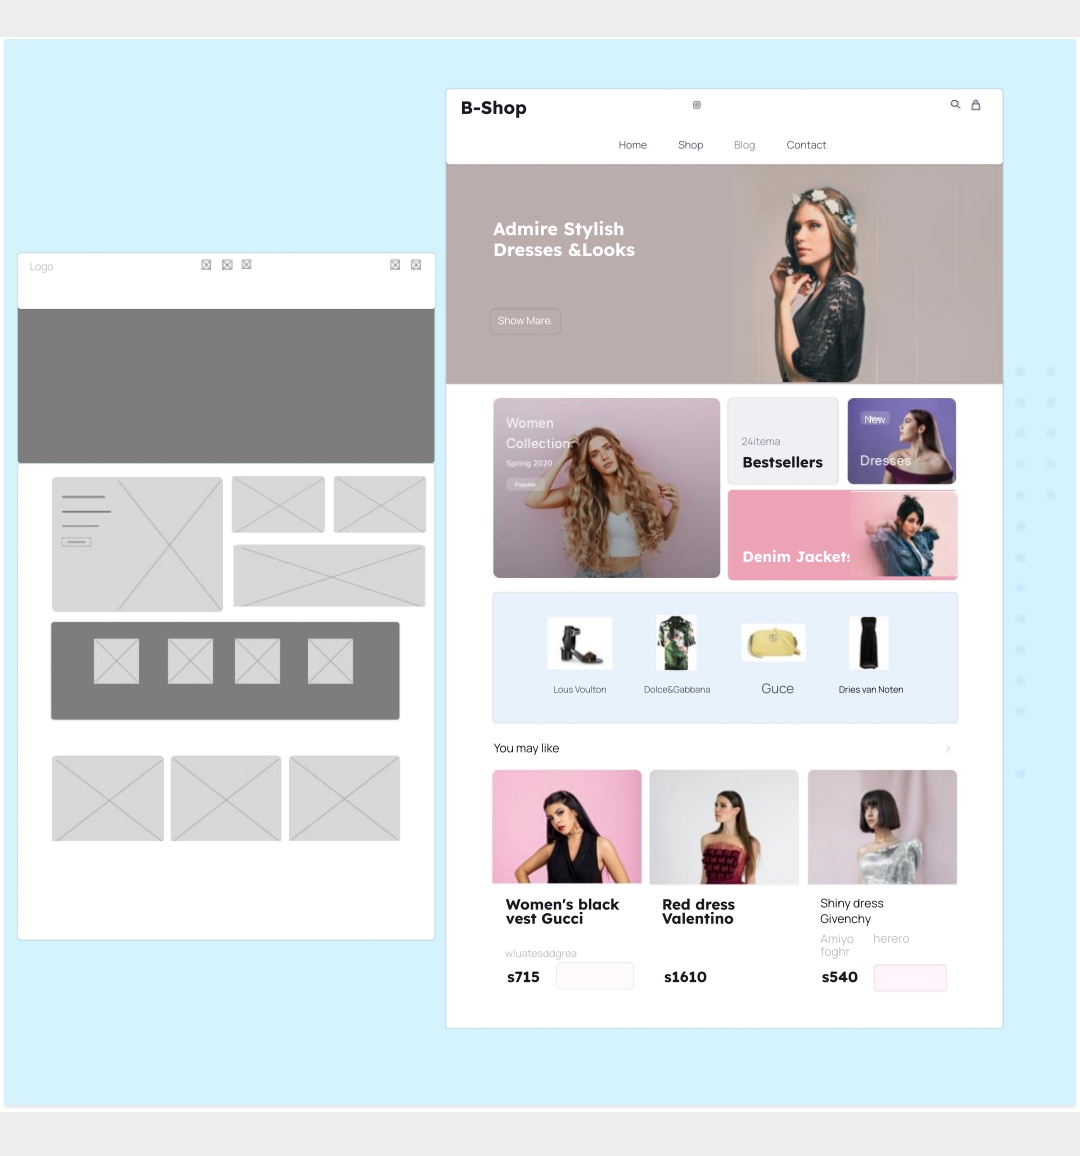 Logo
B-Shop
Home Shop Blog Contact
Admire Stylish
Dresses &Looks
Show Mare.
Women
Collection
Spring 2020
Populer
24itema
Bestsellers
New
Dresses
Denim Jackets
Lous Voulton
Dolce&Gabbana
Guce
Dries van Noten
You may like
Women's black
vest Gucci
wluatesddgrea
s715
Red dress
Valentino
s1610
Shiny dress
Givenchy
Amiyo herero
foghr
s540